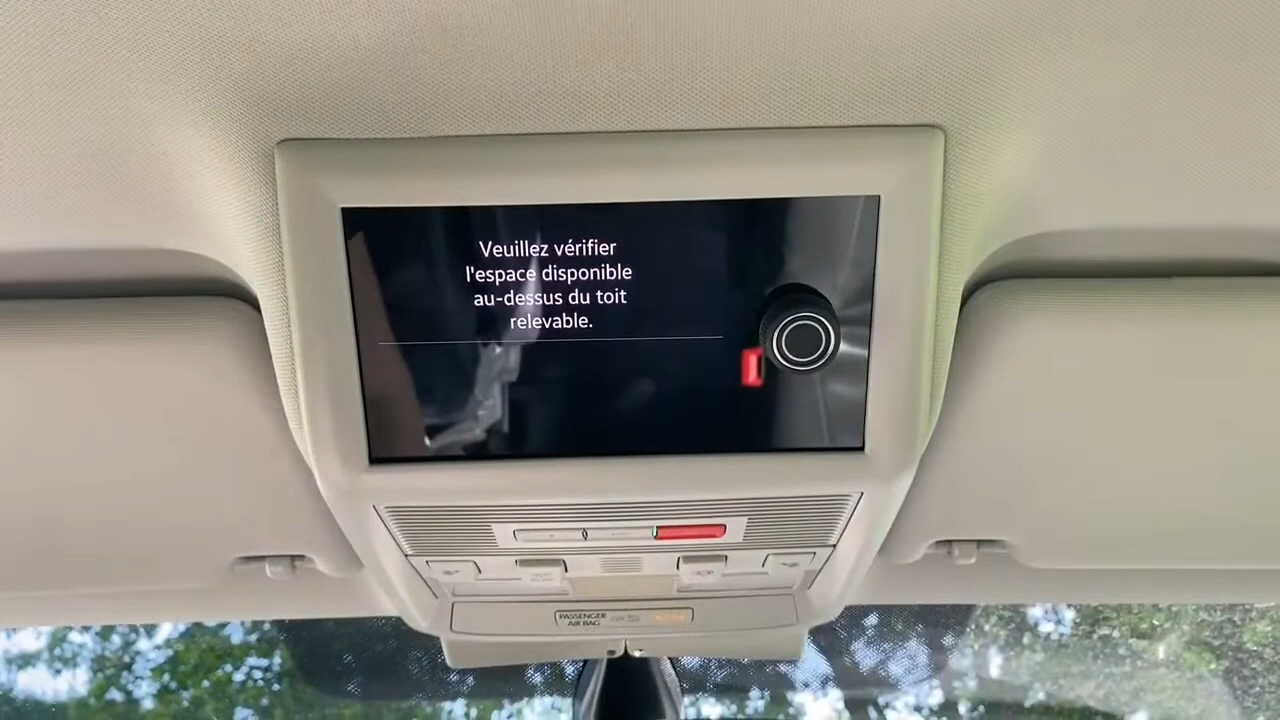 Veuillez vérifier
l'espace disponible
au-dessus du toit
relevable.
PASSENGER
AIR BAG